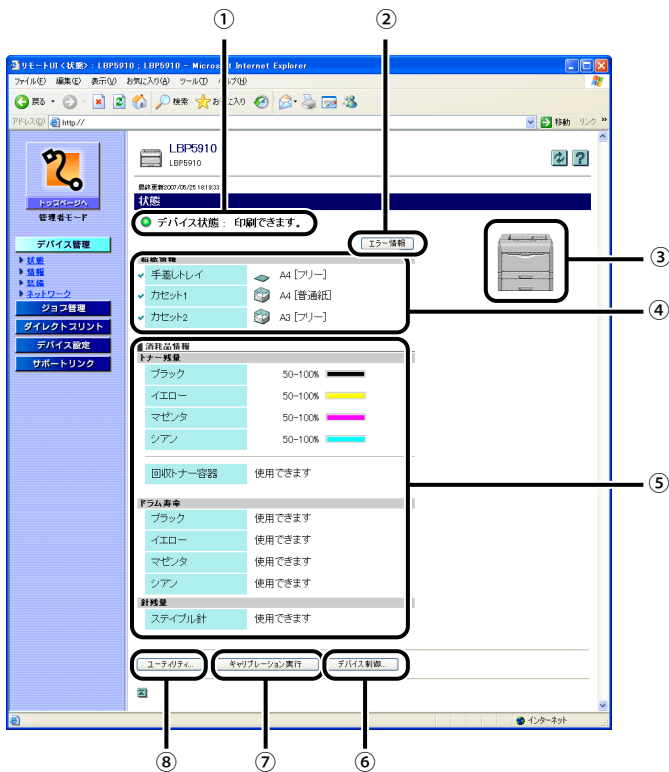 ① ②
リモートUI <状態> : LBP5910 ; LBP5910 - Microsoft Internet Explorer
ファイル(F) 編集(E) 表示(V) お気に入り(A) ツール(T) ヘルプ(H)
戻る 検索 お気に入り
アドレス(D) http:// 移動 リンク »
LBP5910
LBP5910
最終更新2007/05/25 18:19:33
トップページへ
管理者モード
状態
デバイス状態 : 印刷できます。
エラー情報
③
デバイス管理
状態
情報
装備
ネットワーク
ジョブ管理
ダイレクトプリント
デバイス設定
サポートリンク
給紙情報
手差しトレイ A4 [フリー]
カセット1 A4 [普通紙]
カセット2 A3 [フリー]
④
消耗品情報
トナー残量
ブラック 50-100%
イエロー 50-100%
マゼンタ 50-100%
シアン 50-100%
回収トナー容器 使用できます
⑤
ドラム寿命
ブラック 使用できます
イエロー 使用できます
マゼンタ 使用できます
シアン 使用できます
針残量
ステイプル針 使用できます
ユーティリティ... キャリブレーション実行 デバイス制御...
インターネット
⑧ ⑦ ⑥